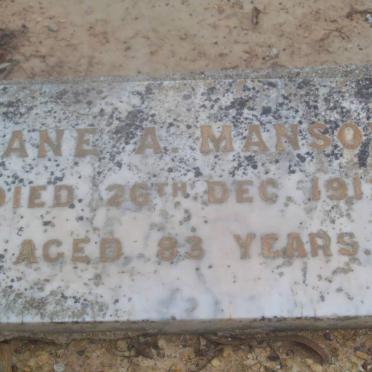 ANE A. MANSO
DIED 26TH DEC. 191
AGED 83 YEARS